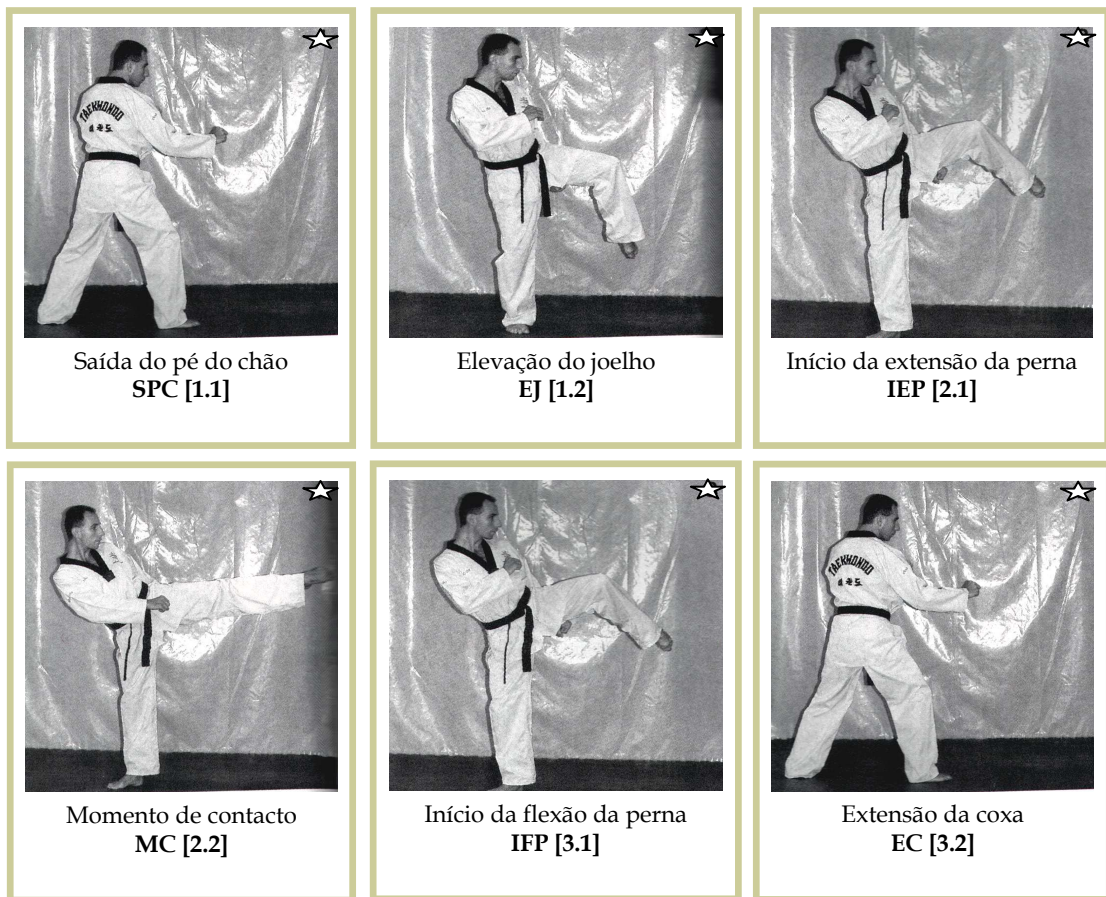 TAEKWONDO
Saída do pé do chão
SPC [1.1]
Elevação do joelho
EJ [1.2]
Início da extensão da perna
IEP [2.1]
Momento de contacto
MC [2.2]
Início da flexão da perna
IFP [3.1]
TAEKWONDO
Extensão da coxa
EC [3.2]